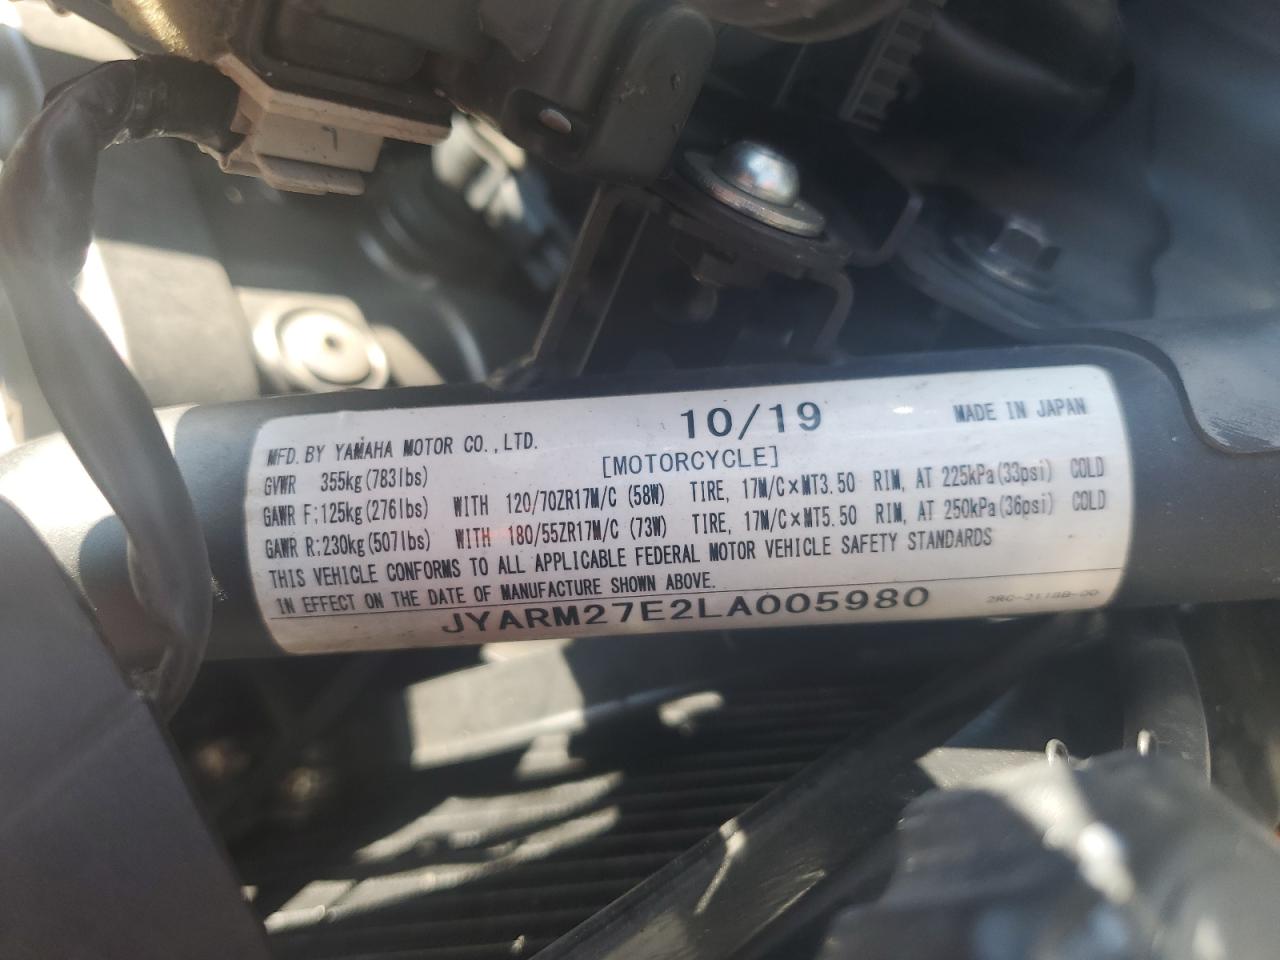 MFD. BY YAMAHA MOTOR CO., LTD. 10/19 MADE IN JAPAN
GVWR 355kg(783lbs) [MOTORCYCLE]
GAWR F:125kg(276lbs) WITH 120/70ZR17M/C (58W) TIRE, 17M/C×MT3.50 RIM, AT 225kPa(33psi) COLD
GAWR R:230kg(507lbs) WITH 180/55ZR17M/C (73W) TIRE, 17M/C×MT5.50 RIM, AT 250kPa(36psi) COLD
THIS VEHICLE CONFORMS TO ALL APPLICABLE FEDERAL MOTOR VEHICLE SAFETY STANDARDS
IN EFFECT ON THE DATE OF MANUFACTURE SHOWN ABOVE.
JYARM27E2LA005980